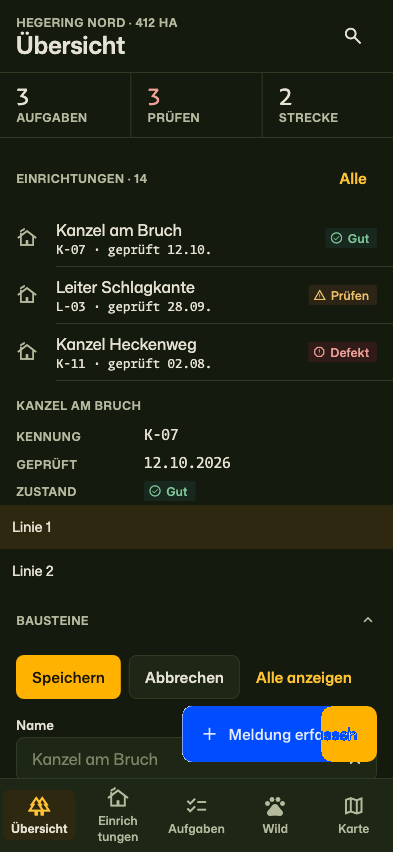 HEGERING NORD · 412 HA
Übersicht
3
AUFGABEN
3
PRÜFEN
2
STRECKE
EINRICHTUNGEN · 14
Alle
Kanzel am Bruch
K-07 · geprüft 12.10.
Gut
Leiter Schlagkante
L-03 · geprüft 28.09.
Prüfen
Kanzel Heckenweg
K-11 · geprüft 02.08.
Defekt
KANZEL AM BRUCH
KENNUNG
K-07
GEPRÜFT
12.10.2026
ZUSTAND
Gut
Linie 1
Linie 2
BAUSTEINE
Speichern
Abbrechen
Alle anzeigen
Name
Meldung
Kanzel am Bruch
Übersicht
Einrich
tungen
Aufgaben
Wild
Karte